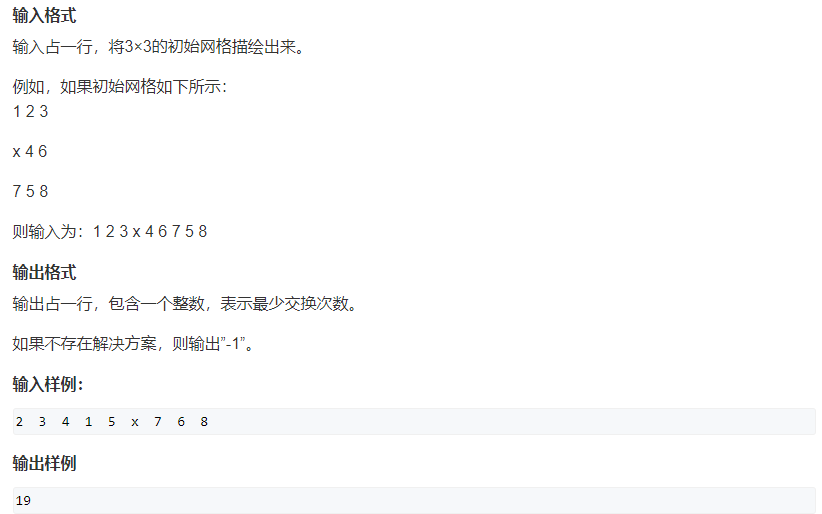 输入格式
输入占一行，将3×3的初始网格描绘出来。
例如，如果初始网格如下所示：
1 2 3
x 4 6
7 5 8
则输入为：1 2 3 x 4 6 7 5 8
输出格式
输出占一行，包含一个整数，表示最少交换次数。
如果不存在解决方案，则输出”-1”。
输入样例：
2 3 4 1 5 x 7 6 8
输出样例
19